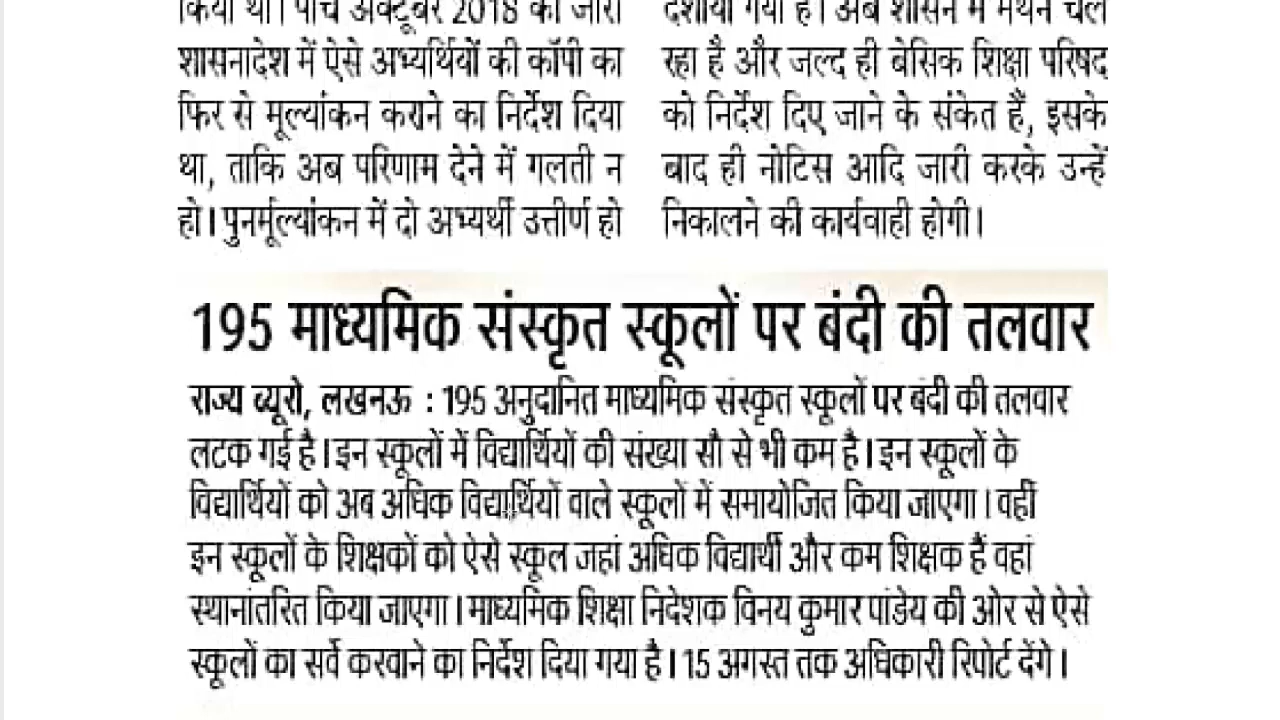 किया था। पांच अक्टूबर 2018 को जारी
शासनादेश में ऐसे अभ्यर्थियों की कॉपी का
फिर से मूल्यांकन कराने का निर्देश दिया
था, ताकि अब परिणाम देने में गलती न
हो। पुनर्मूल्यांकन में दो अभ्यर्थी उत्तीर्ण हो
दर्शाया गया है। अब शासन में मंथन चल
रहा है और जल्द ही बेसिक शिक्षा परिषद
को निर्देश दिए जाने के संकेत हैं, इसके
बाद ही नोटिस आदि जारी करके उन्हें
निकालने की कार्यवाही होगी।
195 माध्यमिक संस्कृत स्कूलों पर बंदी की तलवार
राज्य ब्यूरो, लखनऊ : 195 अनुदानित माध्यमिक संस्कृत स्कूलों पर बंदी की तलवार
लटक गई है। इन स्कूलों में विद्यार्थियों की संख्या सौ से भी कम है। इन स्कूलों के
विद्यार्थियों को अब अधिक विद्यार्थियों वाले स्कूलों में समायोजित किया जाएगा। वहीं
इन स्कूलों के शिक्षकों को ऐसे स्कूल जहां अधिक विद्यार्थी और कम शिक्षक हैं वहां
स्थानांतरित किया जाएगा। माध्यमिक शिक्षा निदेशक विनय कुमार पांडेय की ओर से ऐसे
स्कूलों का सर्वे करवाने का निर्देश दिया गया है। 15 अगस्त तक अधिकारी रिपोर्ट देंगे।